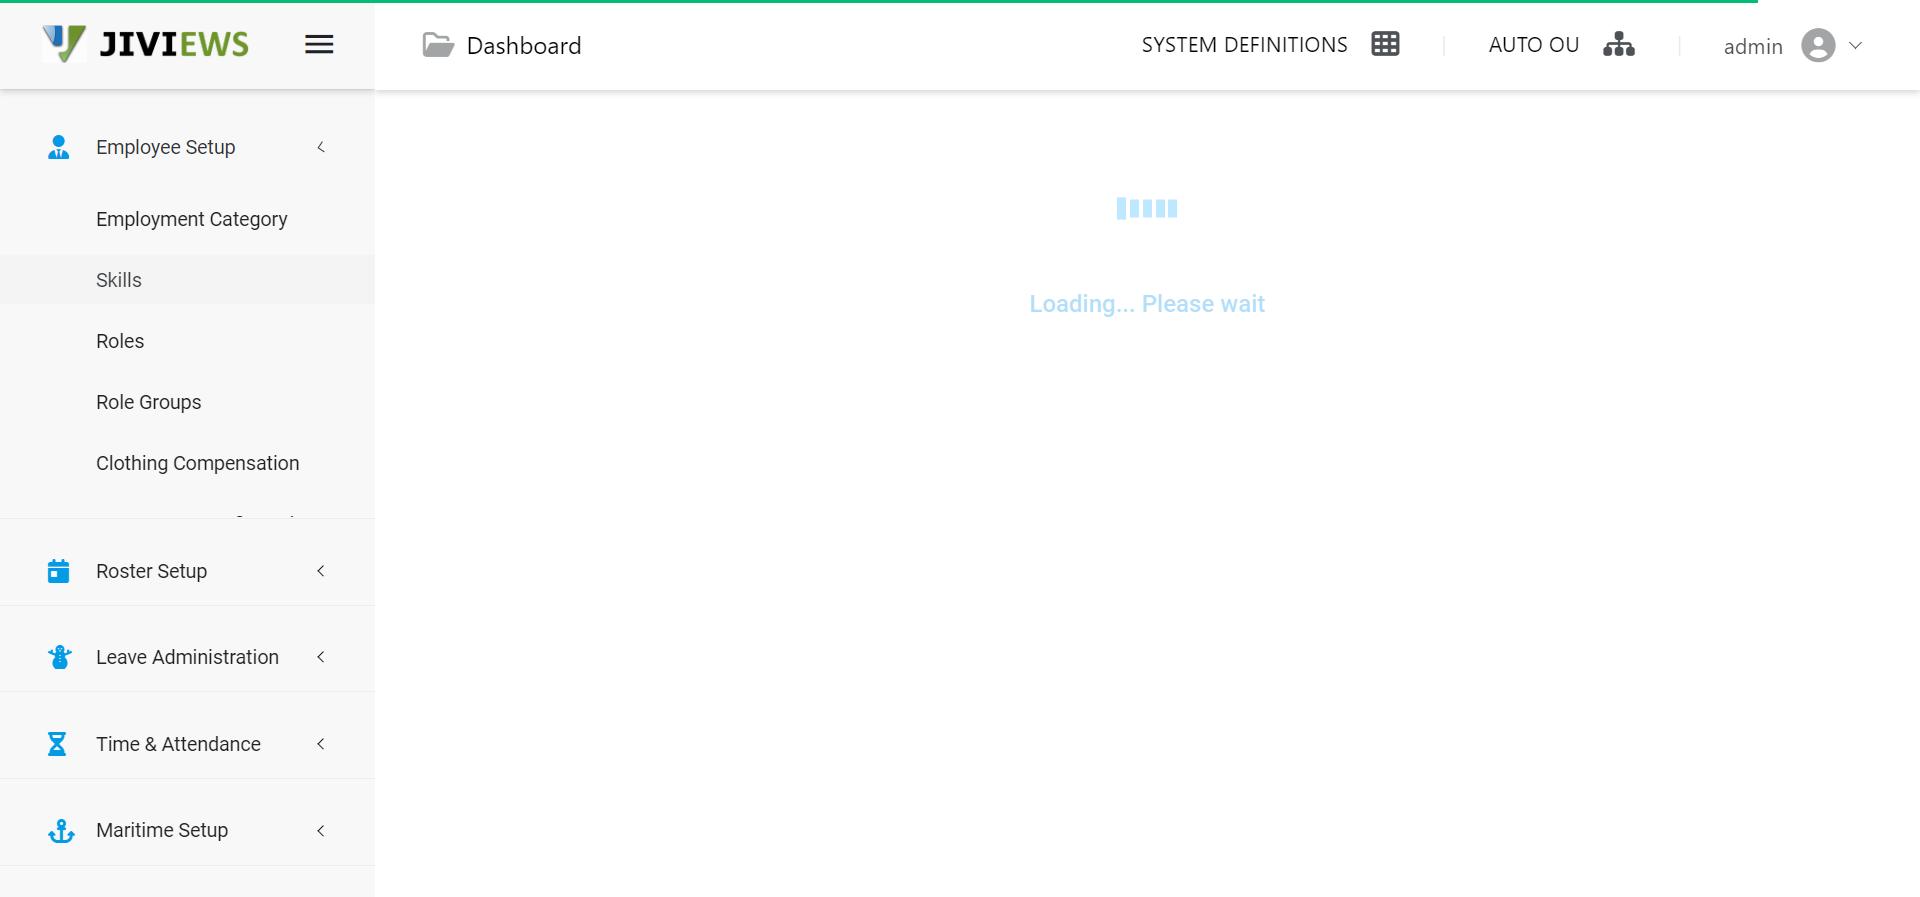 JIVIEWS
Dashboard
SYSTEM DEFINITIONS
AUTO OU
admin
Employee Setup
Employment Category
Skills
Roles
Role Groups
Clothing Compensation
Roster Setup
Leave Administration
Time & Attendance
Maritime Setup
Loading... Please wait